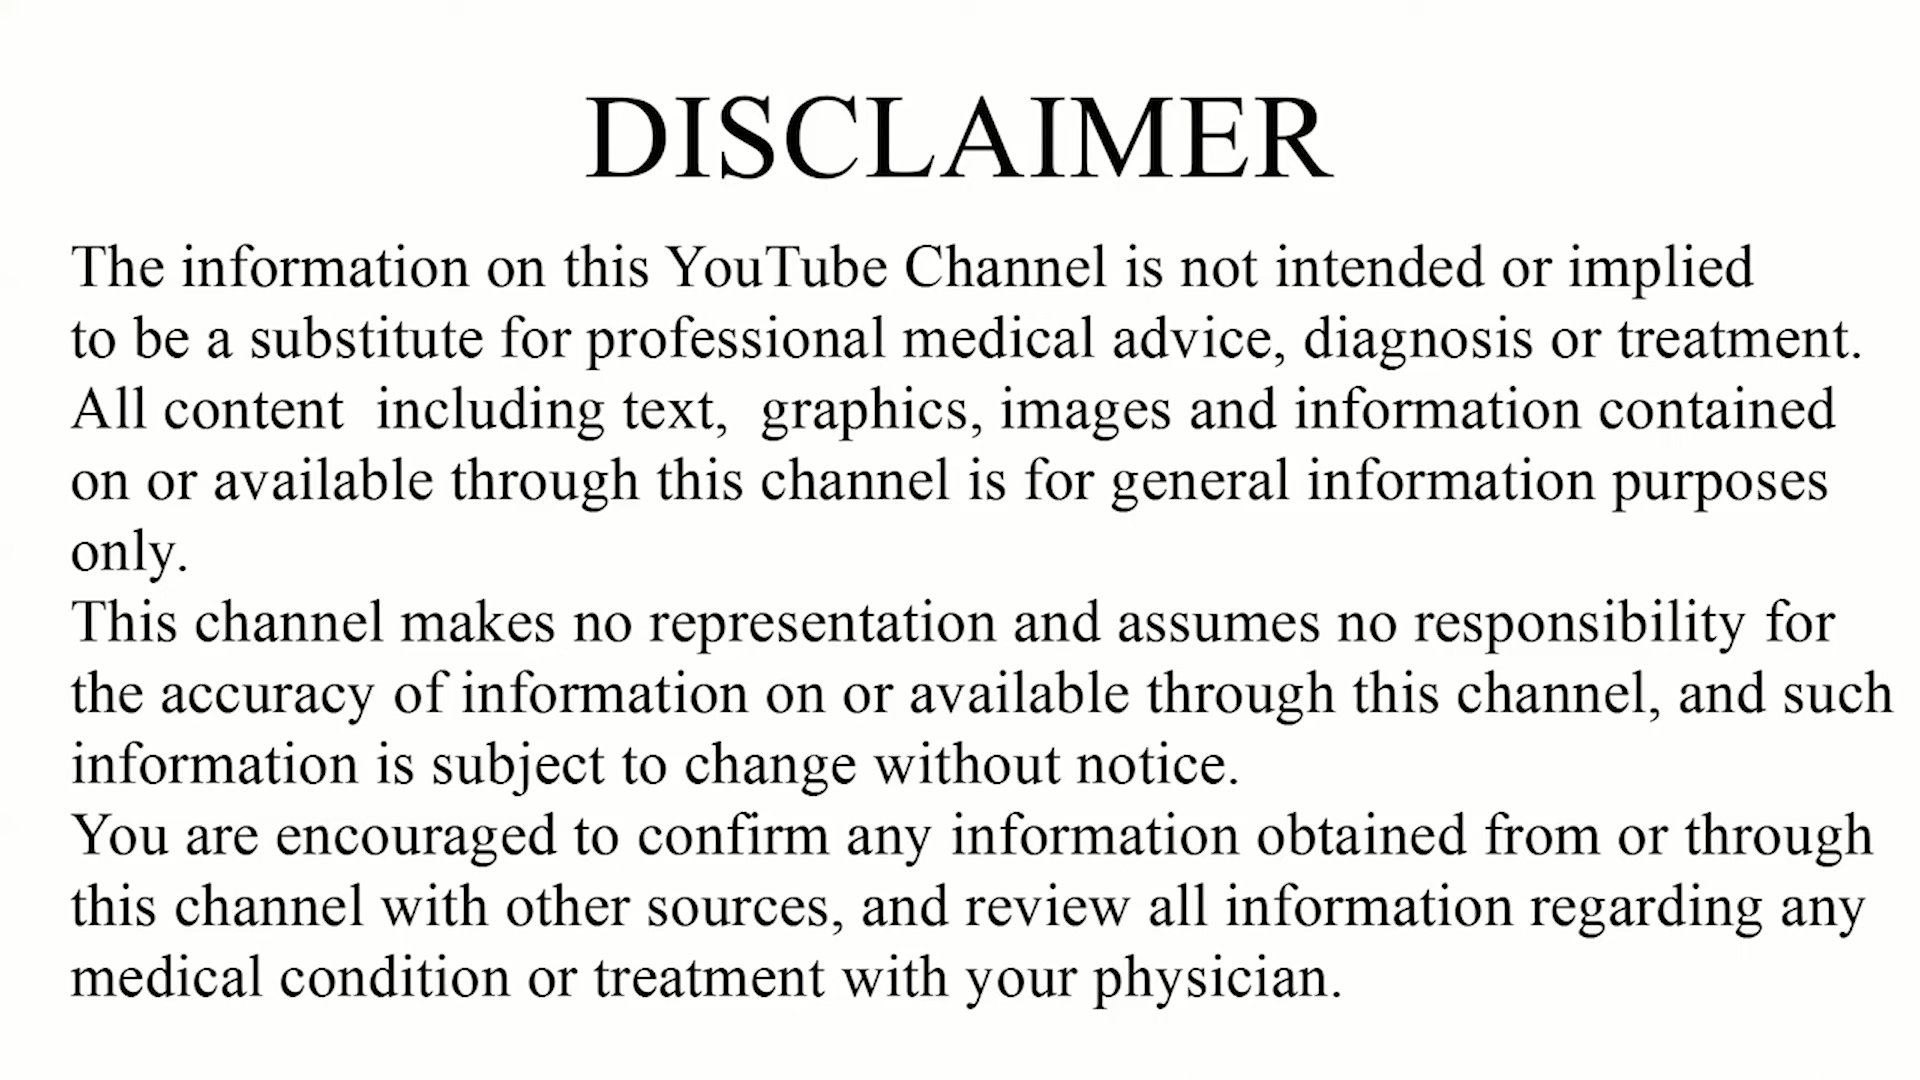 DISCLAIMER
The information on this YouTube Channel is not intended or implied
to be a substitute for professional medical advice, diagnosis or treatment.
All content  including text,  graphics, images and information contained
on or available through this channel is for general information purposes
only.
This channel makes no representation and assumes no responsibility for
the accuracy of information on or available through this channel, and such
information is subject to change without notice.
You are encouraged to confirm any information obtained from or through
this channel with other sources, and review all information regarding any
medical condition or treatment with your physician.